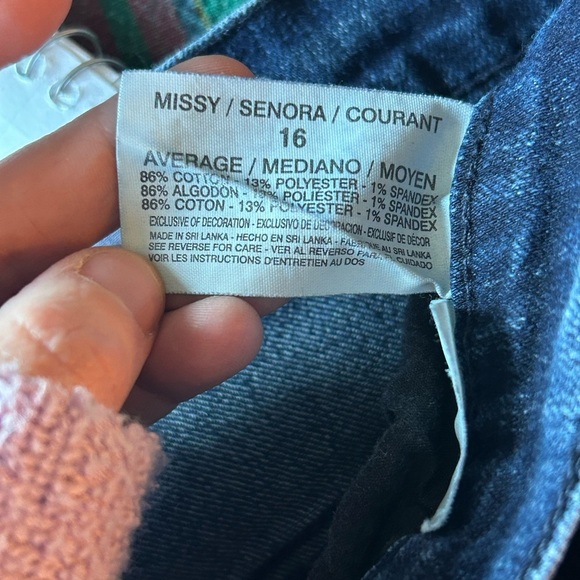 MISSY / SENORA / COURANT
16
AVERAGE / MEDIANO / MOYEN
86% COTTON - 13% POLYESTER - 1% SPANDEX
86% ALGODON - 13% POLIÉSTER - 1% SPANDEX
86% COTON - 13% POLYESTER - 1% SPANDEX
EXCLUSIVE OF DECORATION - EXCLUSIVO DE DECORACION - EXCLUSIF DE DÉCOR
MADE IN SRI LANKA - HECHO EN SRI LANKA - FABRIQUÉ AU SRI LANKA
SEE REVERSE FOR CARE - VER AL REVERSO PARA EL CUIDADO
VOIR LES INSTRUCTIONS D'ENTRETIEN AU DOS